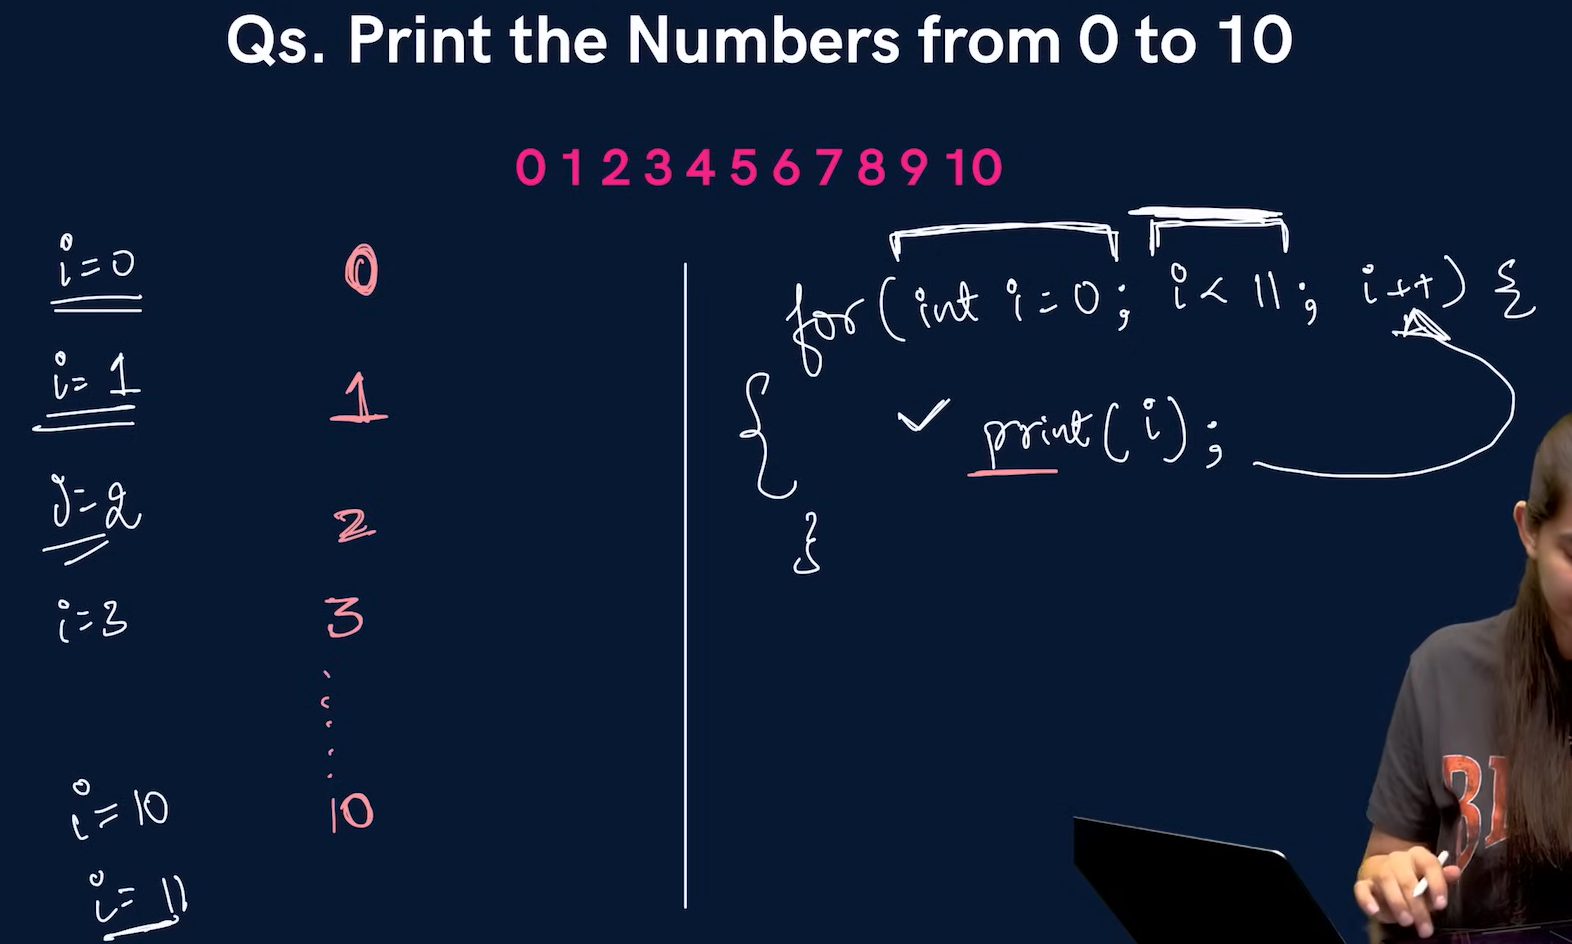 Qs. Print the Numbers from 0 to 10
0 1 2 3 4 5 6 7 8 9 10
i=0 0
i=1 1
i=2 2
i=3 3
i=10 10
i=11
for(int i=0; i<11; i++) {
print(i);
}